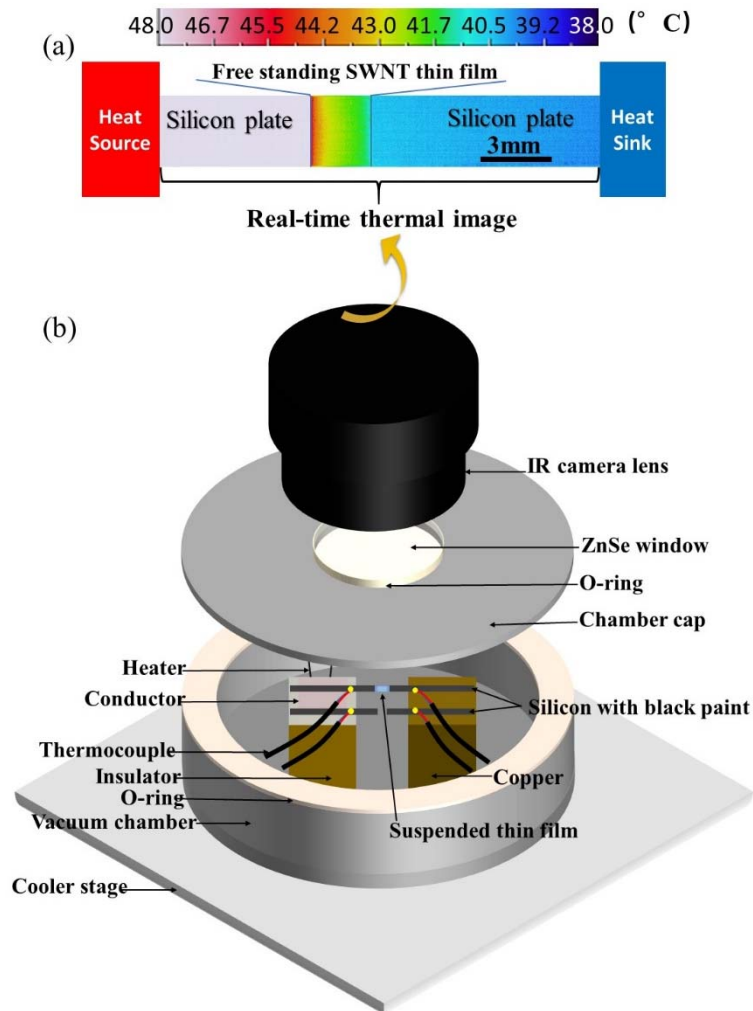 48.0 46.7 45.5 44.2 43.0 41.7 40.5 39.2 38.0 (° C)
(a)
Free standing SWNT thin film
Heat Source
Silicon plate
Silicon plate
3mm
Heat Sink
Real-time thermal image
(b)
IR camera lens
ZnSe window
O-ring
Chamber cap
Heater
Conductor
Silicon with black paint
Thermocouple
Insulator
Copper
O-ring
Vacuum chamber
Suspended thin film
Cooler stage